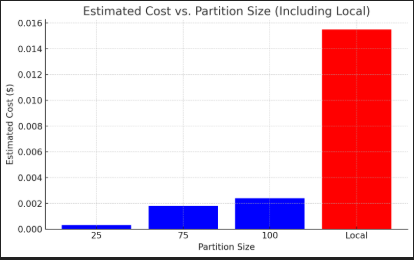 Estimated Cost vs. Partition Size (Including Local)
0.016
0.014
0.012
0.010
0.008
0.006
0.004
0.002
0.000
Estimated Cost ($)
25 75 100 Local
Partition Size